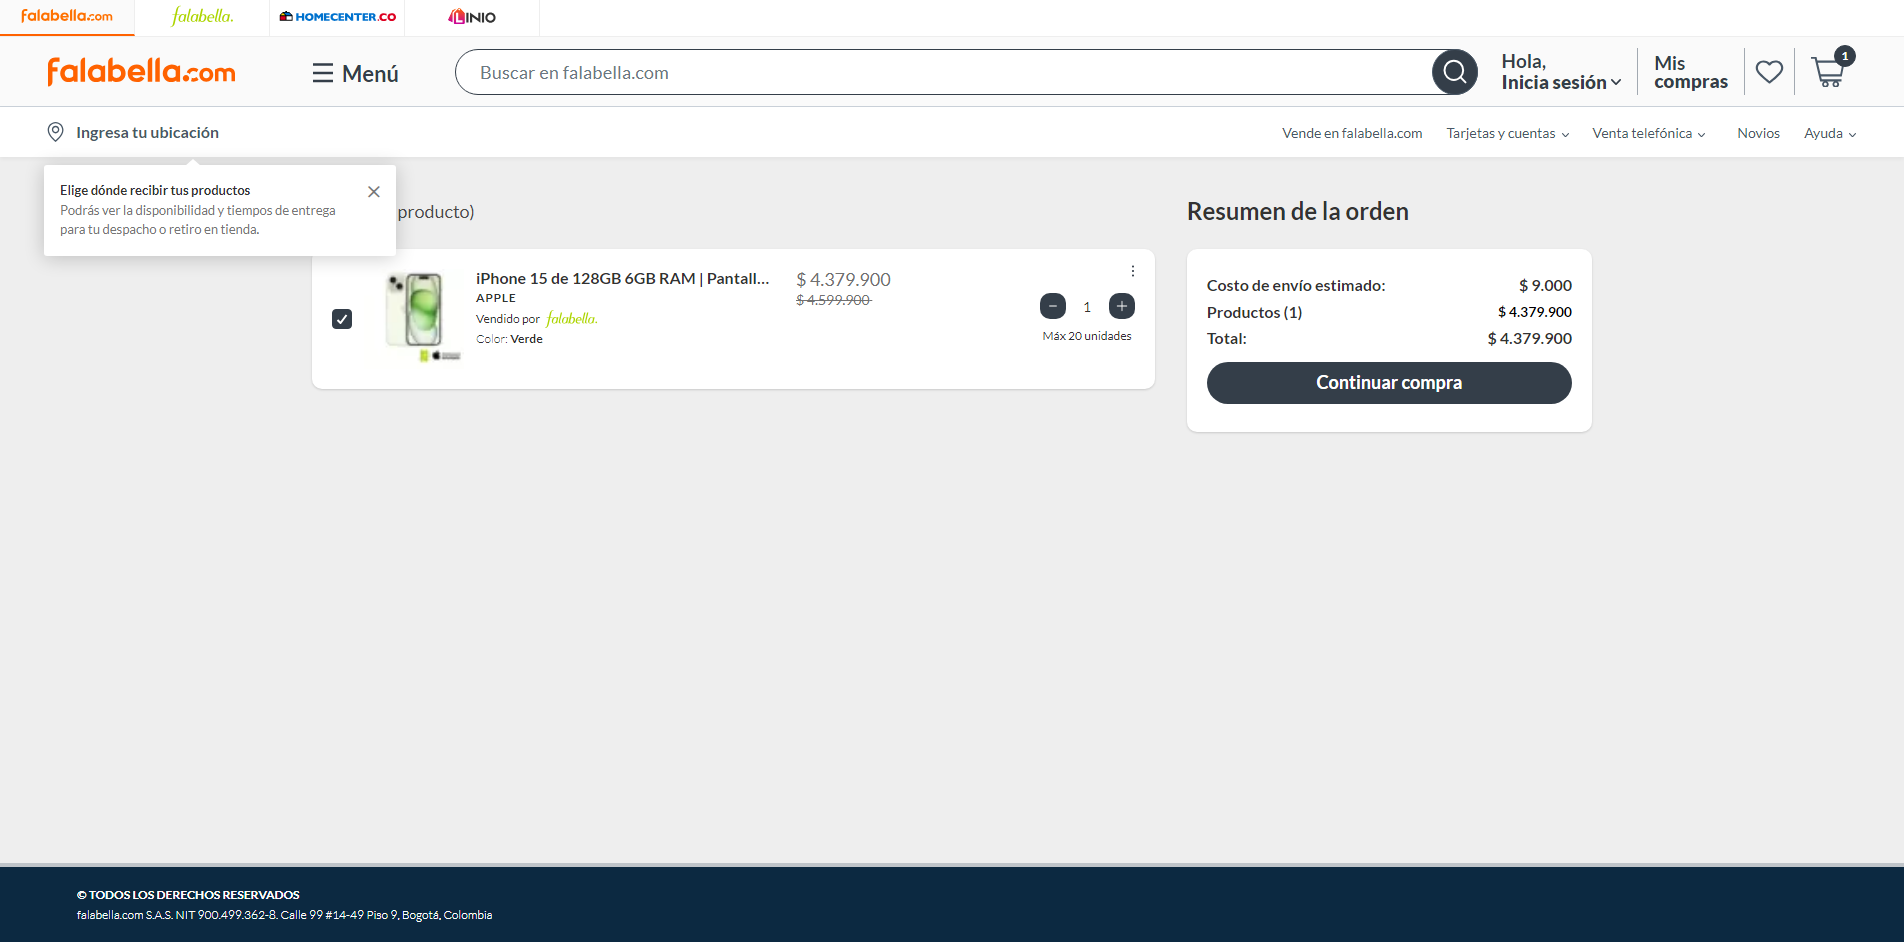 falabella.com
falabella.
HOMECENTER.CO
LINIO
falabella.com
Menú
Buscar en falabella.com
Hola,
Inicia sesión
Mis
compras
1
Ingresa tu ubicación
Vende en falabella.com
Tarjetas y cuentas
Venta telefónica
Novios
Ayuda
Elige dónde recibir tus productos
Podrás ver la disponibilidad y tiempos de entrega
para tu despacho o retiro en tienda.
producto)
iPhone 15 de 128GB 6GB RAM | Pantall...
APPLE
Vendido por falabella.
Color: Verde
$ 4.379.900
$ 4.599.900
− 1 +
Máx 20 unidades
Resumen de la orden
Costo de envío estimado: $ 9.000
Productos (1) $ 4.379.900
Total: $ 4.379.900
Continuar compra
© TODOS LOS DERECHOS RESERVADOS
falabella.com S.A.S. NIT 900.499.362-8. Calle 99 #14-49 Piso 9, Bogotá, Colombia